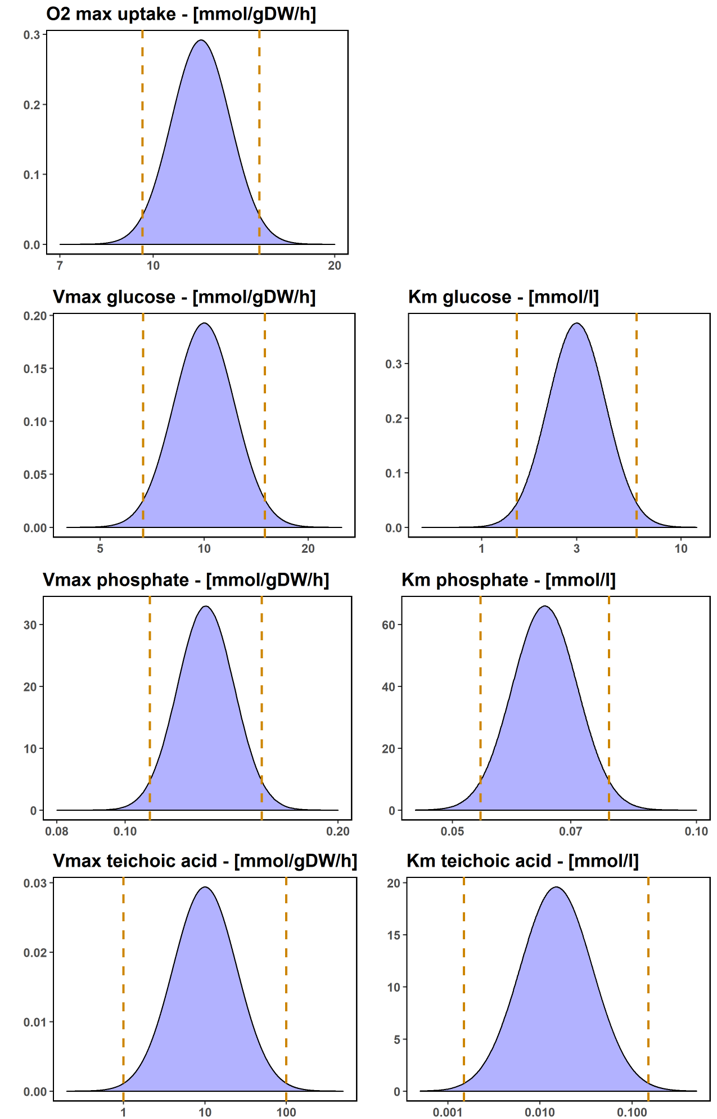 O2 max uptake - [mmol/gDW/h]
0.3
0.2
0.1
0.0
7 10 20
Vmax glucose - [mmol/gDW/h]
0.20
0.15
0.10
0.05
0.00
5 10 20
Km glucose - [mmol/l]
0.3
0.2
0.1
0.0
1 3 10
Vmax phosphate - [mmol/gDW/h]
30
20
10
0
0.08 0.10 0.20
Km phosphate - [mmol/l]
60
40
20
0
0.05 0.07 0.10
Vmax teichoic acid - [mmol/gDW/h]
0.03
0.02
0.01
0.00
1 10 100
Km teichoic acid - [mmol/l]
20
15
10
5
0
0.001 0.010 0.100